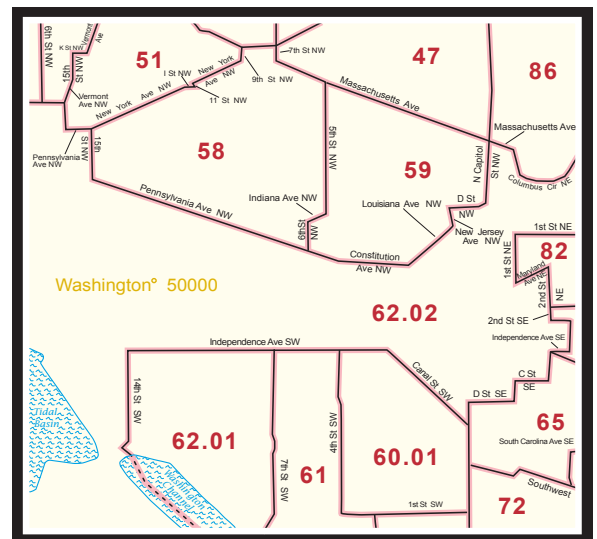 6th St NW
K St NW
Vermont
Ave
15th
St NW
51
I St NW
New York
Ave NW
7th St NW
9th St NW
47
86
Vermont
Ave NW
New York Ave NW
11 St NW
Massachusetts Ave
Massachusetts Ave
Pennsylvania
Ave NW
15th
St NW
58
5th St NW
59
N Capitol
St NW
Columbus Cir NE
Pennsylvania Ave NW
Indiana Ave NW
Louisiana Ave NW
D St
NW
New Jersey
Ave NW
NW
Constitution
Ave NW
1st St NE
1st St NE
82
Maryland
Ave NE
2nd St
NE
Washington° 50000
62.02
2nd St SE
Independence Ave SE
Independence Ave SW
Canal St SW
C St
SE
D St SE
14th St SW
Tidal
Basin
62.01
7th St SW
61
4th St SW
60.01
65
South Carolina Ave SE
Washington
Channel
1st St SW
72
Southwest